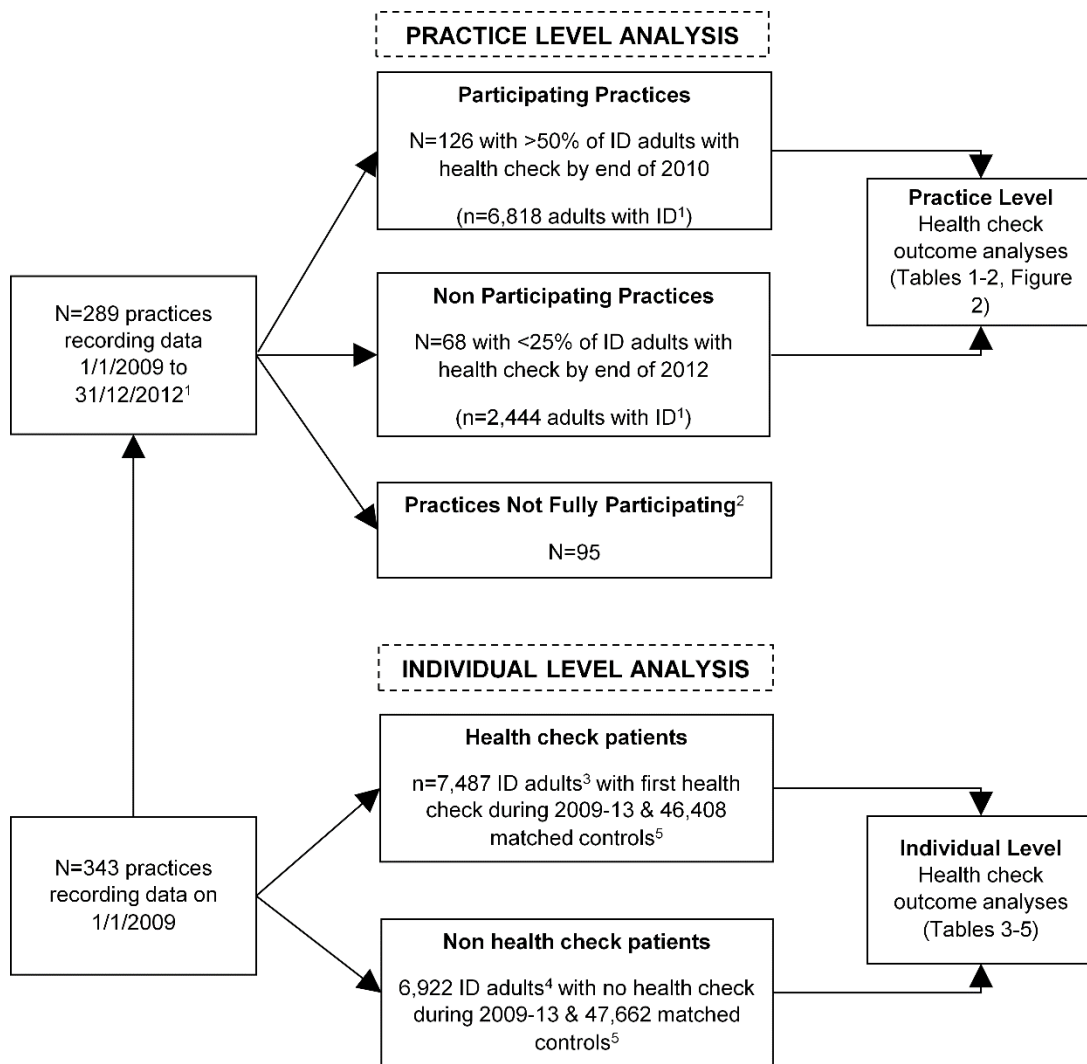 PRACTICE LEVEL ANALYSIS
Participating Practices
N=126 with >50% of ID adults with
health check by end of 2010
(n=6,818 adults with ID¹)
Non Participating Practices
N=68 with <25% of ID adults with
health check by end of 2012
(n=2,444 adults with ID¹)
Practices Not Fully Participating²
N=95
N=289 practices
recording data
1/1/2009 to
31/12/2012¹
Practice Level
Health check
outcome analyses
(Tables 1-2, Figure
2)
INDIVIDUAL LEVEL ANALYSIS
Health check patients
n=7,487 ID adults³ with first health
check during 2009-13 & 46,408
matched controls⁵
Non health check patients
6,922 ID adults⁴ with no health check
during 2009-13 & 47,662 matched
controls⁵
N=343 practices
recording data on
1/1/2009
Individual Level
Health check
outcome analyses
(Tables 3-5)